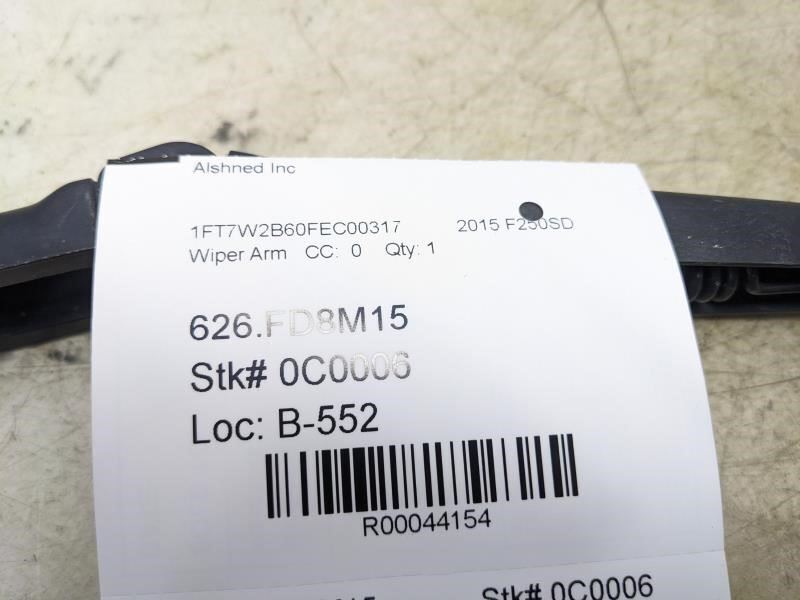 Alshned Inc
1FT7W2B60FEC00317 2015 F250SD
Wiper Arm CC: 0 Qty: 1
626.FD8M15
Stk# 0C0006
Loc: B-552
R00044154
Stk# 0C0006